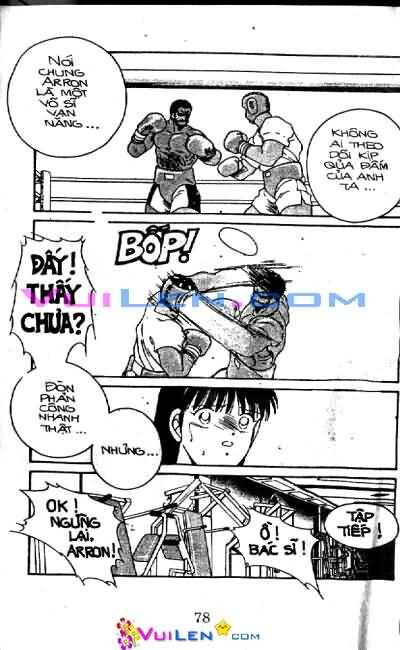 NÓI
CHUNG
ARRON
LÀ MỘT
VÕ SĨ
VẠN
NĂNG...
KHÔNG
AI THEO
DÕI KỊP
QUẢ ĐẤM
CỦA ANH
TA...
BỐP!
ĐẤY!
THẤY
CHƯA?
VUILEN.COM
ĐÒN
PHẢN
CÔNG
NHANH
THẬT...
NHƯNG...
OK!
NGỪNG
LẠI,
ARRON!
Ồ!
BÁC SĨ!
TẬP
TIẾP!
78
VUILEN.COM